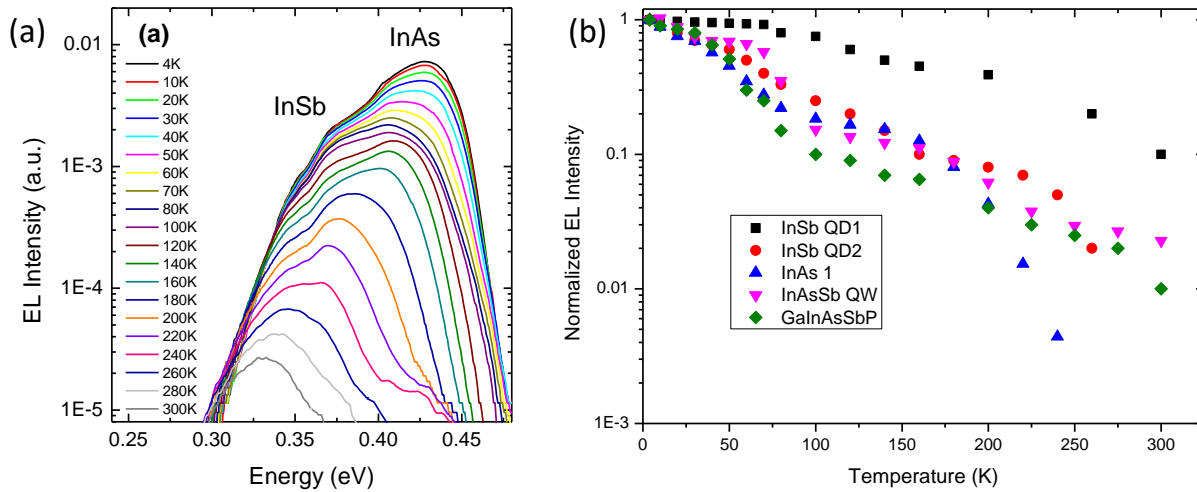 (a)
(a)
InAs
InSb
0.01
1E-3
1E-4
1E-5
EL Intensity (a.u.)
4K
10K
20K
30K
40K
50K
60K
70K
80K
100K
120K
140K
160K
180K
200K
220K
240K
260K
280K
300K
0.25 0.30 0.35 0.40 0.45
Energy (eV)
(b)
1
0.1
0.01
1E-3
Normalized EL Intensity
InSb QD1
InSb QD2
InAs 1
InAsSb QW
GaInAsSbP
0 50 100 150 200 250 300
Temperature (K)